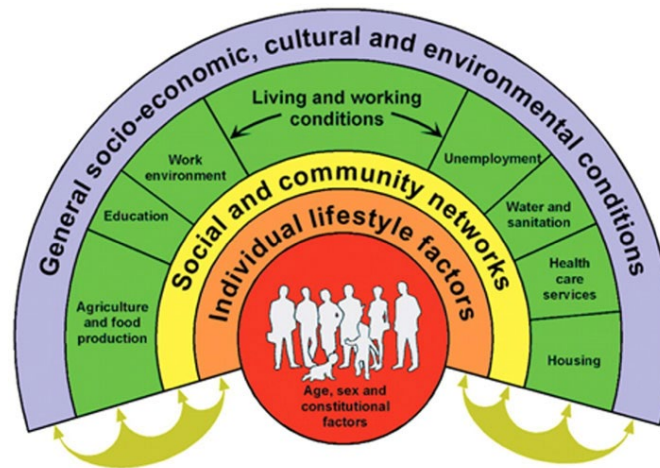 General socio-economic, cultural and environmental conditions
Living and working
conditions
Work
environment
Unemployment
Education
Water and
sanitation
Agriculture
and food
production
Health
care
services
Housing
Social and community networks
Individual lifestyle factors
Age, sex and
constitutional
factors